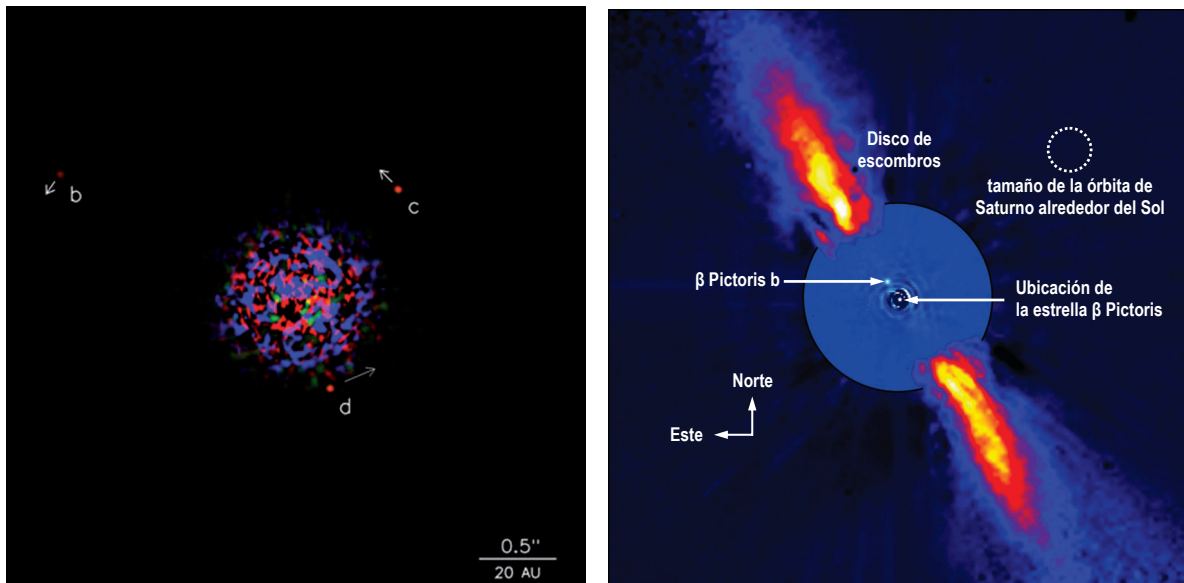 b
c
d
0.5"
20 AU
Disco de
escombros
tamaño de la órbita de
Saturno alrededor del Sol
β Pictoris b
Ubicación de
la estrella β Pictoris
Norte
Este